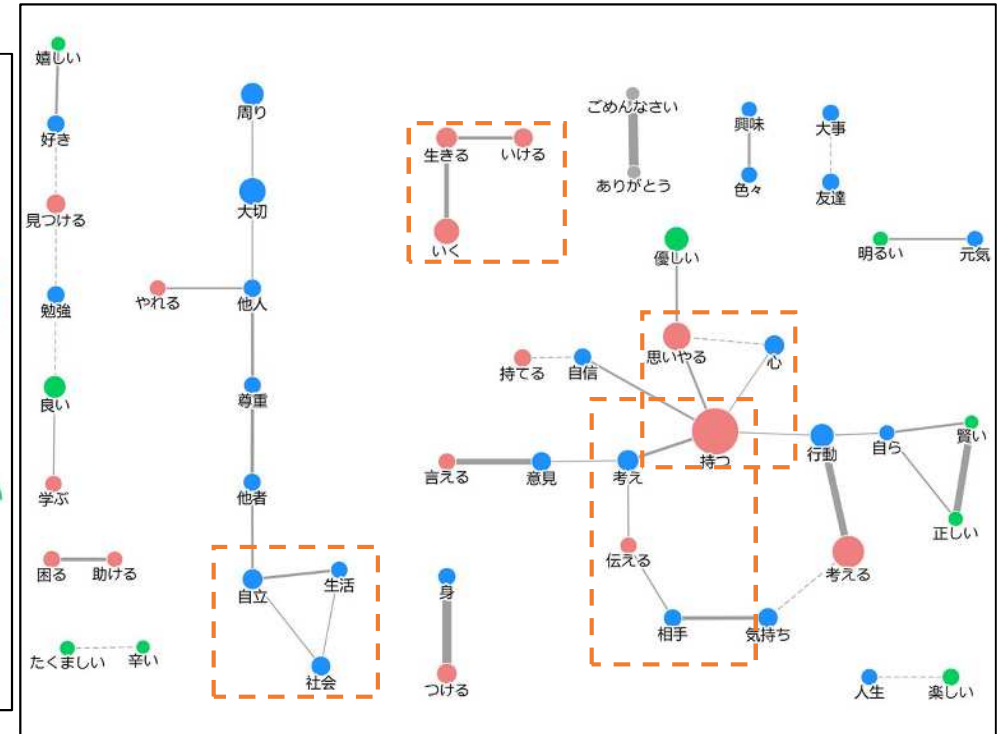 嬉しい
好き
見つける
勉強
良い
学ぶ
困る
助ける
たくましい
辛い
周り
大切
やれる
他人
尊重
他者
自立
生活
社会
生きる
いける
いく
ごめんなさい
ありがとう
興味
色々
大事
友達
明るい
元気
優しい
思いやる
心
持てる
自信
持つ
言える
意見
考え
行動
自ら
賢い
正しい
考える
伝える
相手
気持ち
身
つける
人生
楽しい